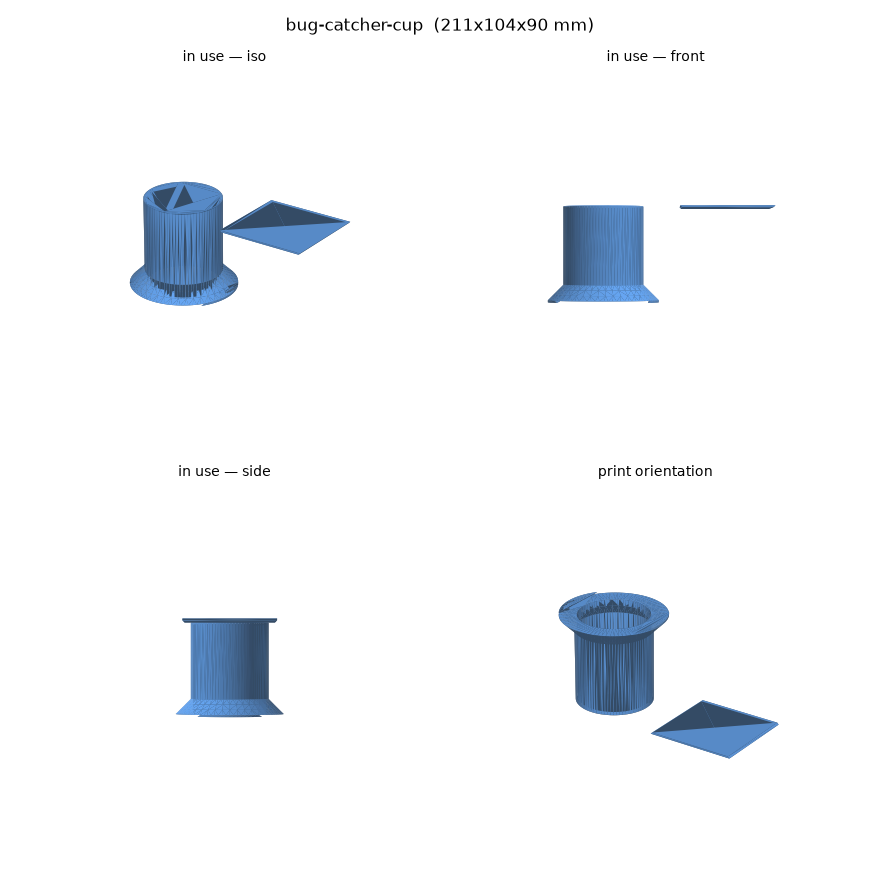 bug-catcher-cup  (211x104x90 mm)
in use — iso
in use — front
in use — side
print orientation